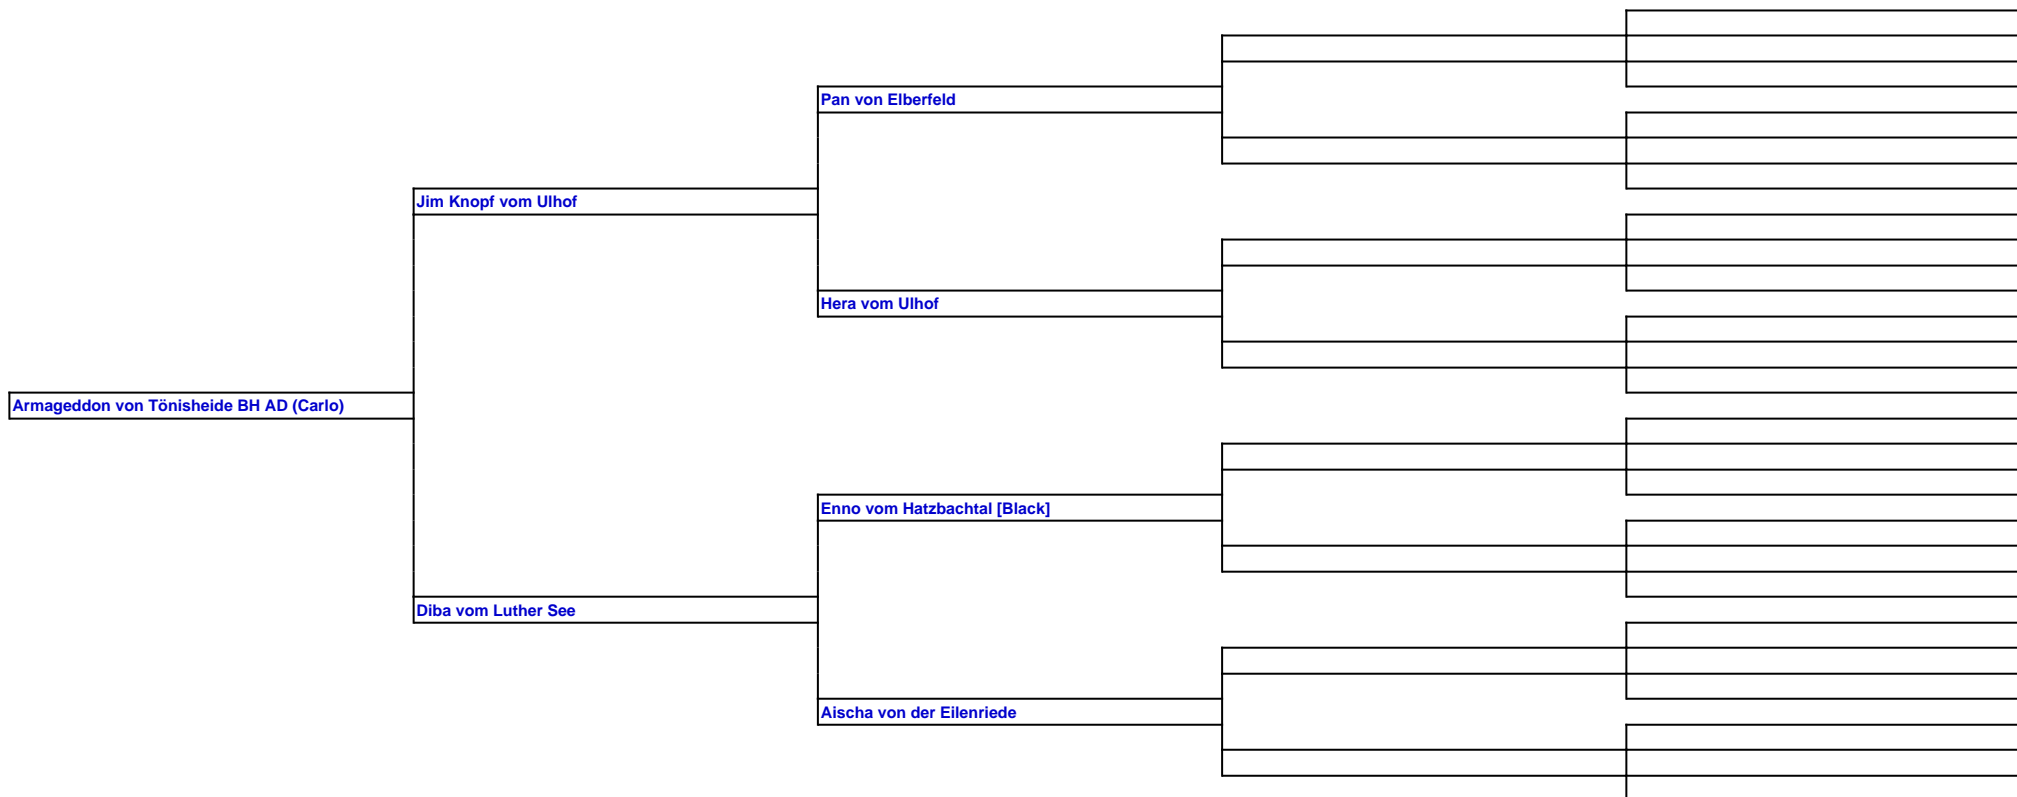 Pan von Elberfeld
Jim Knopf vom Ulhof
Hera vom Ulhof
Armageddon von Tönisheide BH AD (Carlo)
Enno vom Hatzbachtal [Black]
Diba vom Luther See
Aischa von der Eilenriede